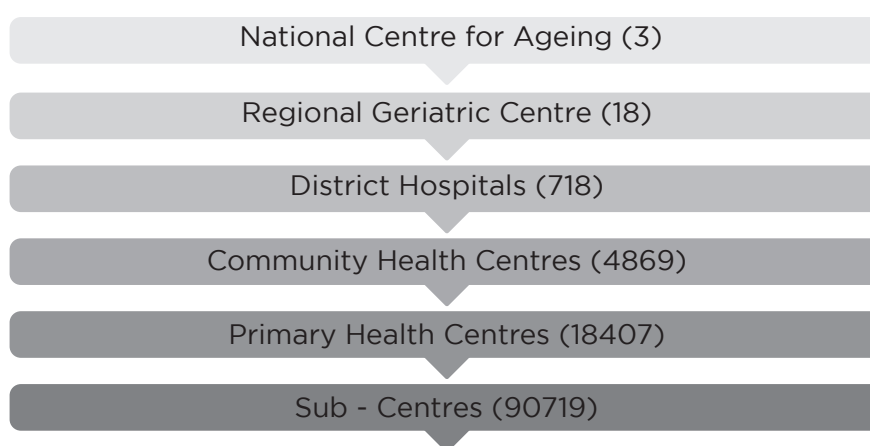 National Centre for Ageing (3)
Regional Geriatric Centre (18)
District Hospitals (718)
Community Health Centres (4869)
Primary Health Centres (18407)
Sub - Centres (90719)